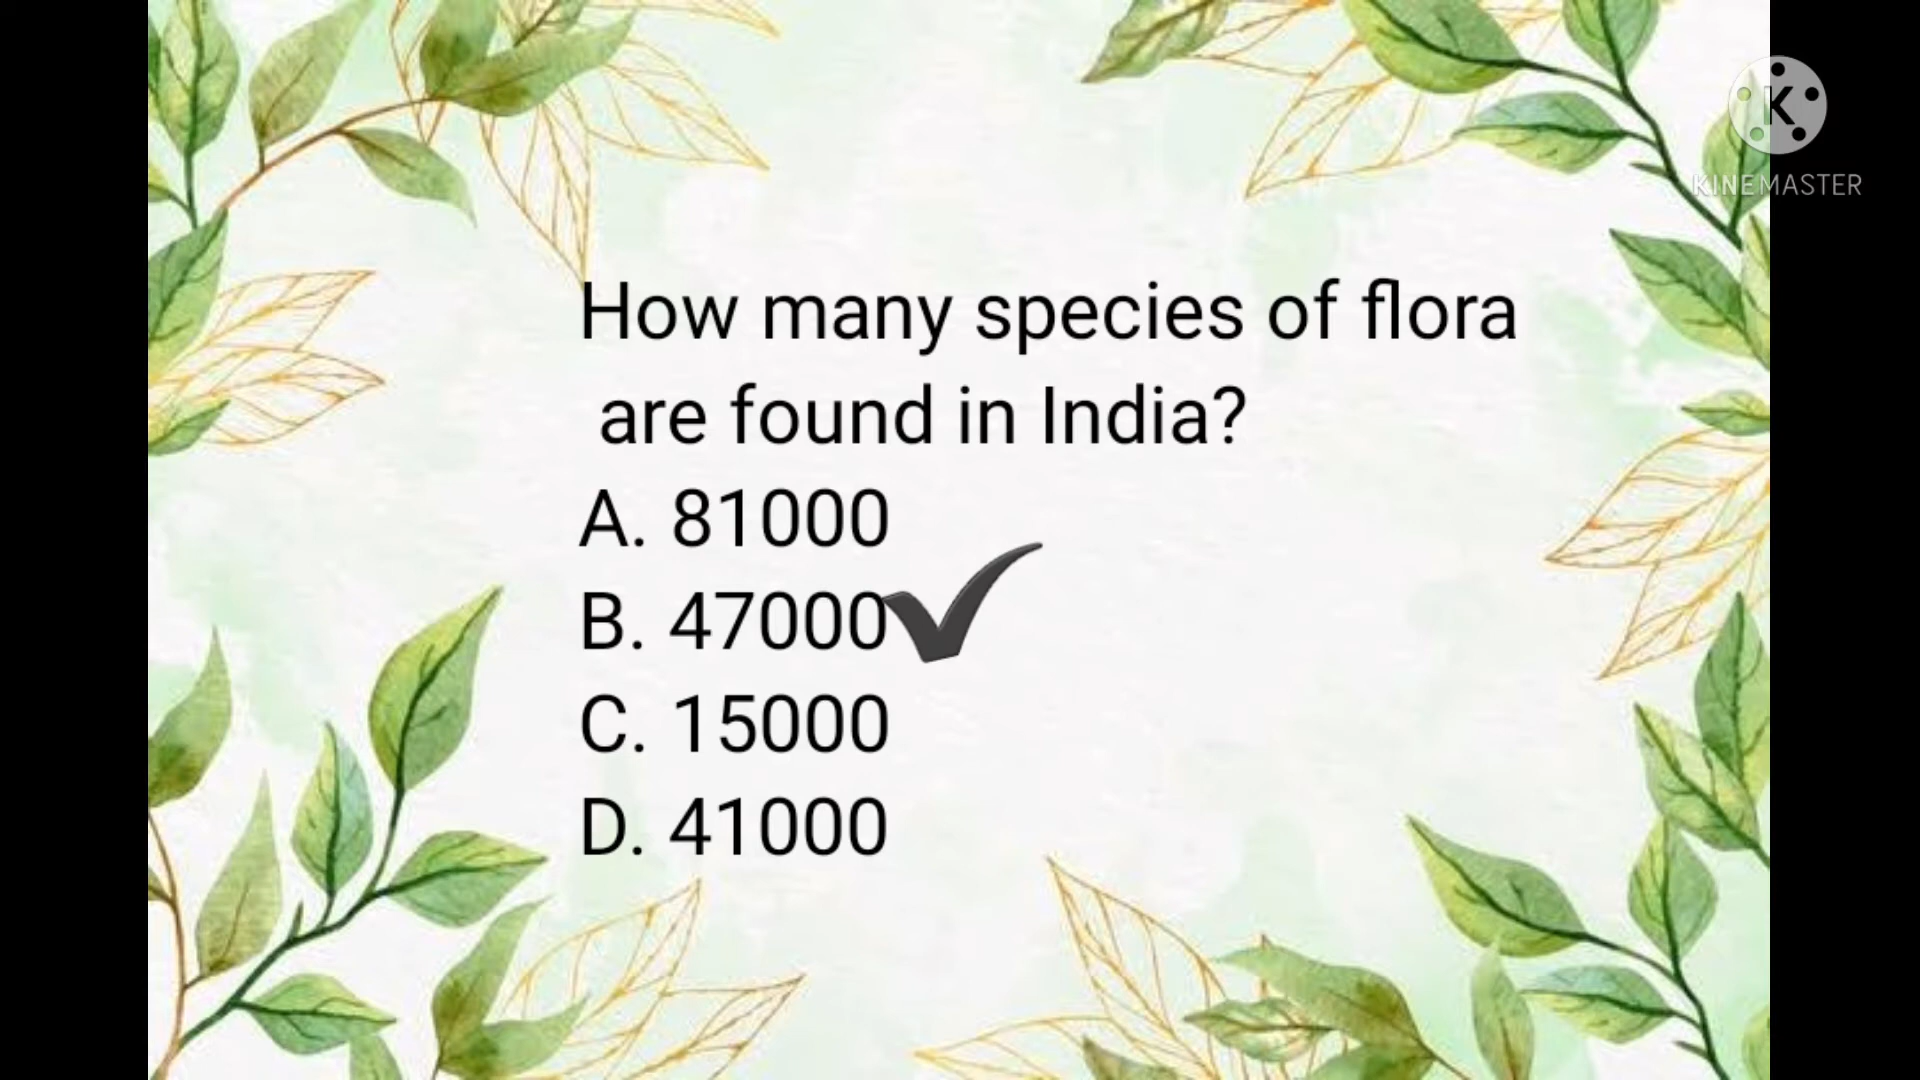 K
KINEMASTER
How many species of flora
are found in India?
A. 81000
B. 47000✔
C. 15000
D. 41000